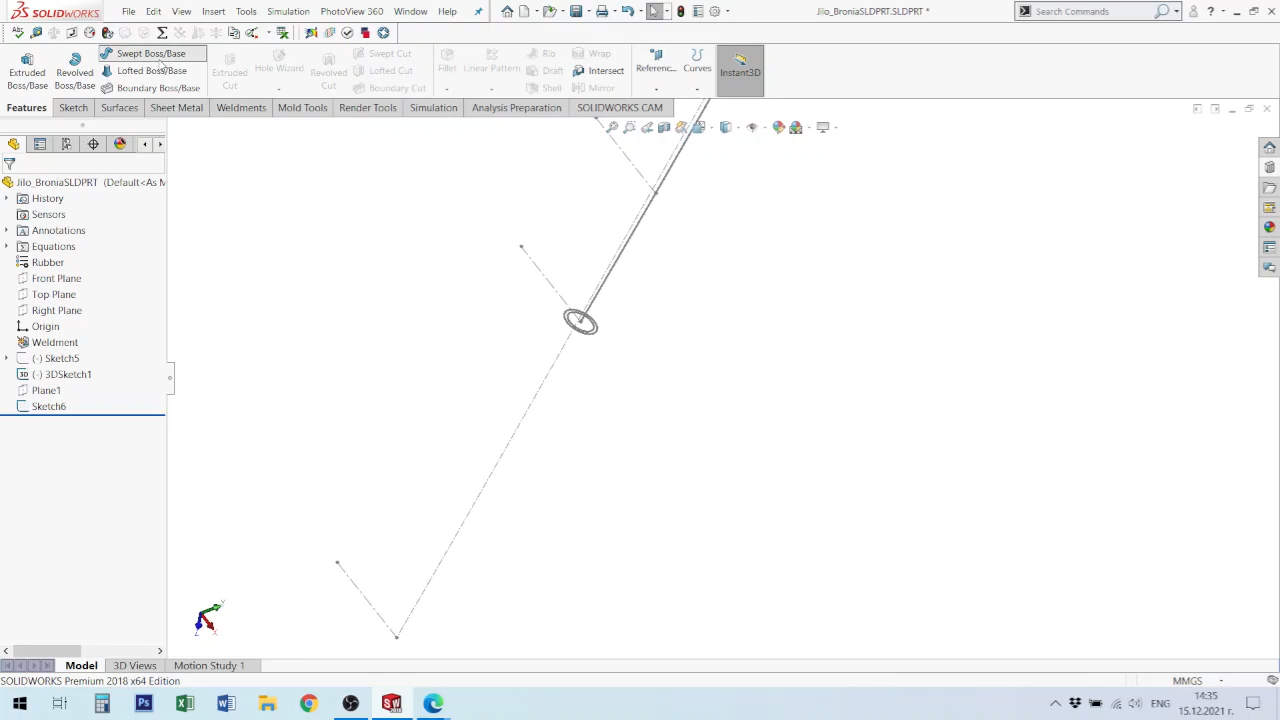 SOLIDWORKS File Edit View Insert Tools Simulation PhotoView 360 Window Help Jilo_BroniaSLDPRT.SLDPRT * Search Commands ?
Extruded Boss/Base Revolved Boss/Base Swept Boss/Base Lofted Boss/Base Boundary Boss/Base Extruded Cut Hole Wizard Revolved Cut Swept Cut Lofted Cut Boundary Cut Fillet Linear Pattern Rib Draft Shell Wrap Intersect Mirror Referenc... Curves Instant3D
Features Sketch Surfaces Sheet Metal Weldments Mold Tools Render Tools Simulation Analysis Preparation SOLIDWORKS CAM
Jilo_BroniaSLDPRT (Default<As M
History
Sensors
Annotations
Equations
Rubber
Front Plane
Top Plane
Right Plane
Origin
Weldment
(-) Sketch5
3D (-) 3DSketch1
Plane1
Sketch6
Y
Z X
Model 3D Views Motion Study 1
SOLIDWORKS Premium 2018 x64 Edition MMGS
ENG 14:35
15.12.2021 г.